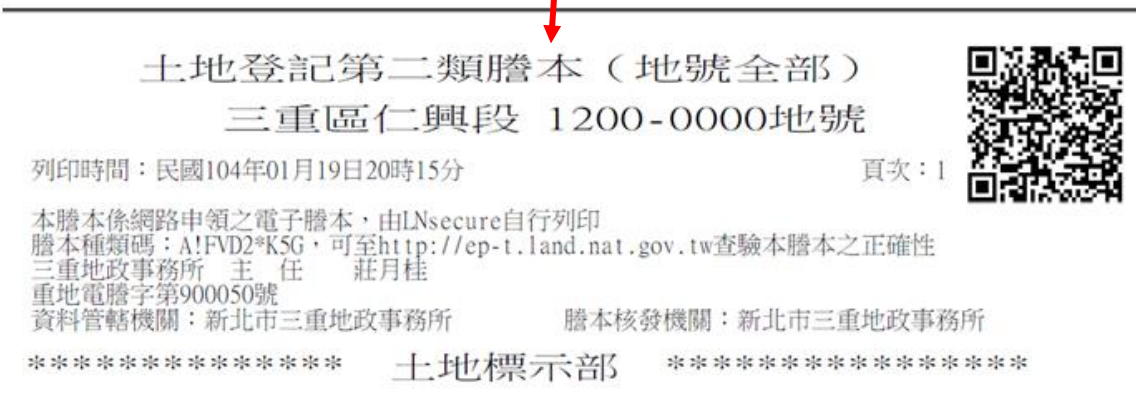 土地登記第二類謄本（地號全部）
三重區仁興段 1200-0000地號
列印時間：民國104年01月19日20時15分 頁次：1
本謄本係網路申領之電子謄本，由LNsecure自行列印
謄本種類碼：A!FVD2*K5G，可至http://ep-t.land.nat.gov.tw查驗本謄本之正確性
三重地政事務所 主 任 莊月桂
重地電謄字第900050號
資料管轄機關：新北市三重地政事務所 謄本核發機關：新北市三重地政事務所
*************** 土地標示部 ****************